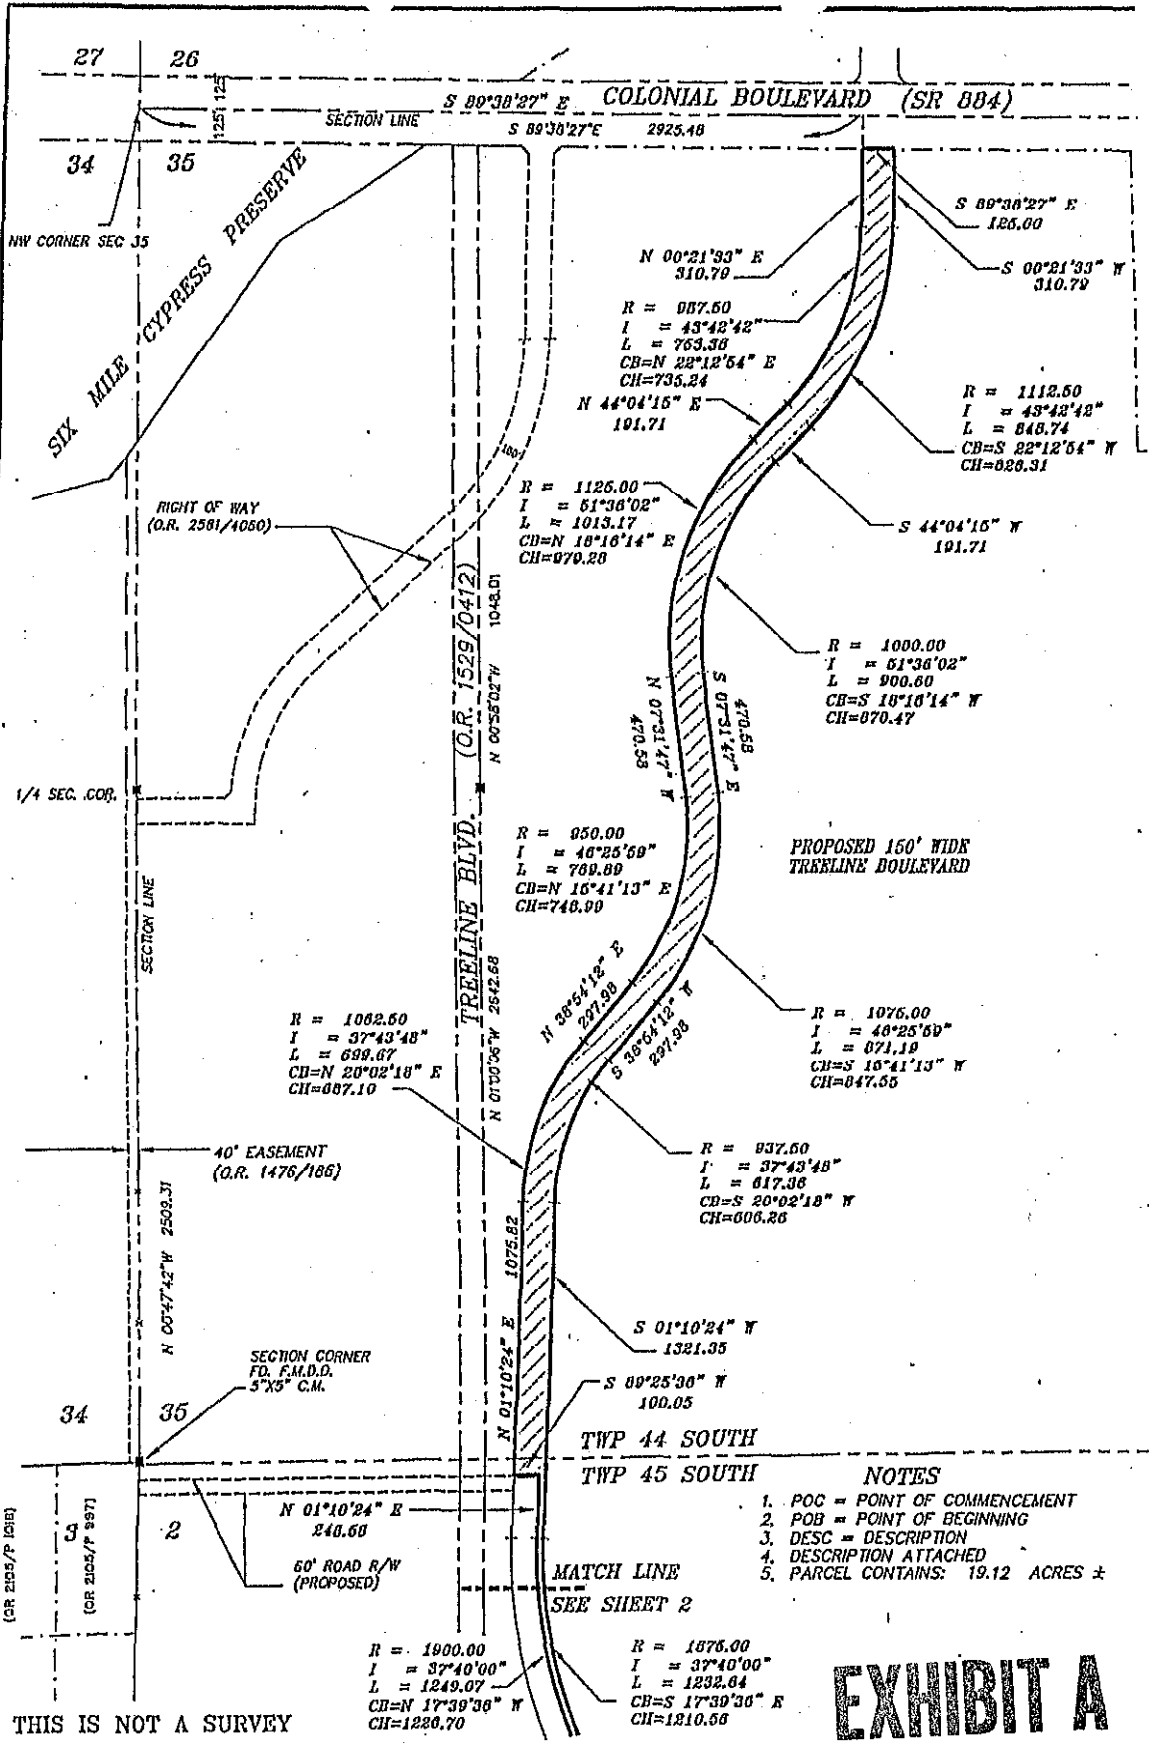 27
26
125' 125'
S 89°38'27" E
COLONIAL BOULEVARD (SR 884)
SECTION LINE
S 89°38'27"E 2925.48
34
35
NW CORNER SEC 35
SIX MILE CYPRESS PRESERVE
S 89°38'27" E
125.00
N 00°21'33" E
310.79
S 00°21'33" W
310.79
R = 987.50
I = 43°42'42"
L = 753.38
CB=N 22°12'54" E
CH=735.24
N 44°04'15" E
191.71
R = 1112.50
I = 43°42'42"
L = 848.74
CB=S 22°12'54" W
CH=828.31
100'
RIGHT OF WAY
(O.R. 2581/4050)
R = 1125.00
I = 51°36'02"
L = 1013.17
CB=N 18°16'14" E
CH=979.28
S 44°04'15" W
191.71
TREELINE BLVD. (O.R. 1529/0412)
N 00°58'02"W 1048.01
R = 1000.00
I = 51°36'02"
L = 900.60
CB=S 18°16'14" W
CH=870.47
N 07°31'47" W
470.58
S 07°31'47" E
470.58
1/4 SEC. COR.
R = 950.00
I = 46°25'59"
L = 769.89
CB=N 15°41'13" E
CH=748.99
PROPOSED 150' WIDE
TREELINE BOULEVARD
SECTION LINE
N 01°00'06"W 2642.68
N 38°54'12" E
297.98
S 38°54'12" W
297.98
R = 1062.50
I = 37°43'48"
L = 699.67
CB=N 20°02'18" E
CH=687.10
R = 1075.00
I = 46°25'59"
L = 871.19
CB=S 15°41'13" W
CH=847.55
40' EASEMENT
(O.R. 1476/186)
R = 937.50
I = 37°43'48"
L = 617.36
CB=S 20°02'18" W
CH=606.26
N 00°47'42"W 2509.31
N 01°10'24" E 1075.82
S 01°10'24" W
1321.35
SECTION CORNER
FD. F.M.D.D.
5"X5" C.M.
S 89°25'36" W
100.05
34
35
TWP 44 SOUTH
TWP 45 SOUTH
3
2
(OR 2105/P 1018)
(OR 2105/P 997)
N 01°10'24" E
248.68
60' ROAD R/W
(PROPOSED)
NOTES
1. POC = POINT OF COMMENCEMENT
2. POB = POINT OF BEGINNING
3. DESC = DESCRIPTION
4. DESCRIPTION ATTACHED
5. PARCEL CONTAINS: 19.12 ACRES ±
MATCH LINE
SEE SHEET 2
R = 1900.00
I = 37°40'00"
L = 1249.07
CB=N 17°39'36" W
CH=1226.70
R = 1875.00
I = 37°40'00"
L = 1232.64
CB=S 17°39'36" E
CH=1210.56
THIS IS NOT A SURVEY
EXHIBIT A